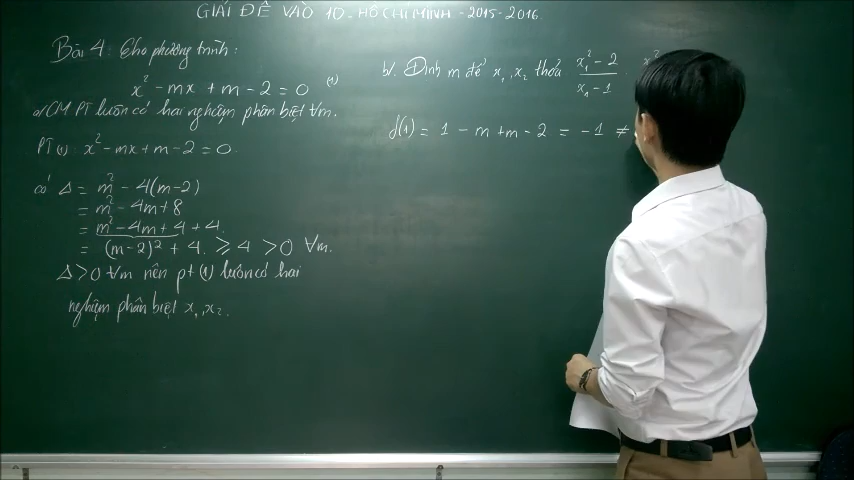 GIẢI ĐỀ VÀO 10 - HỒ CHÍ MINH - 2015-2016.
Bài 4: Cho phương trình:
x² - mx + m - 2 = 0 (1)
a/ CM PT luôn có hai nghiệm phân biệt ∀m.
PT (1): x² - mx + m - 2 = 0
có Δ = m² - 4(m-2)
= m² - 4m + 8
= m² - 4m + 4 + 4.
= (m-2)² + 4. ≥ 4 > 0 ∀m.
Δ > 0 ∀m nên pt (1) luôn có hai
nghiệm phân biệt x₁, x₂.
b/. Định m để x₁, x₂ thỏa (x₁² - 2)/(x₁ - 1) .
f(1) = 1 - m + m - 2 = -1 ≠